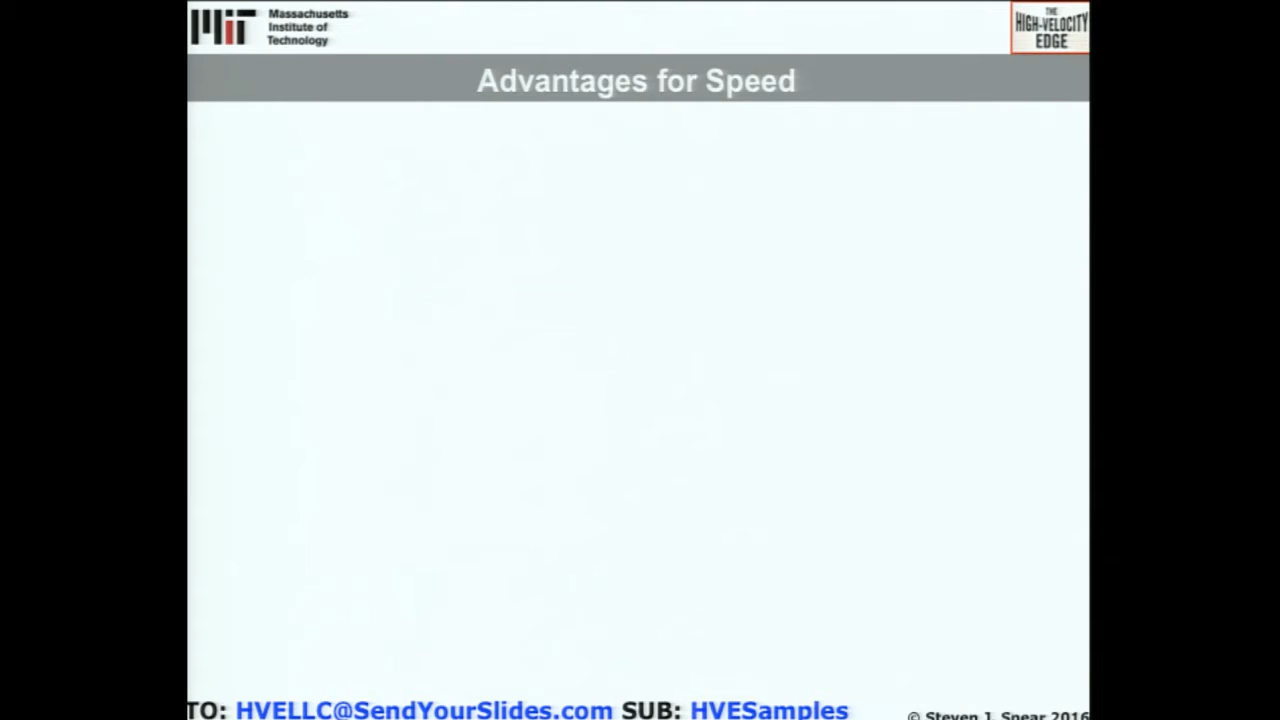 Massachusetts
Institute of
Technology
THE
HIGH-VELOCITY
EDGE
Advantages for Speed
TO: HVELLC@SendYourSlides.com SUB: HVESamples
© Steven J. Spear 2016